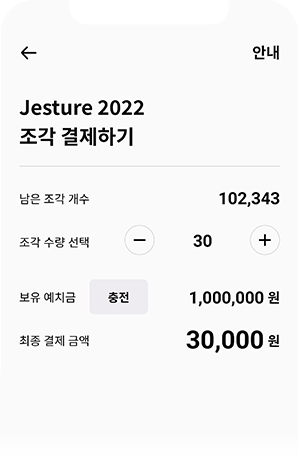 ← 안내
Jesture 2022
조각 결제하기
남은 조각 개수 102,343
조각 수량 선택 − 30 +
보유 예치금 충전 1,000,000 원
최종 결제 금액 30,000 원